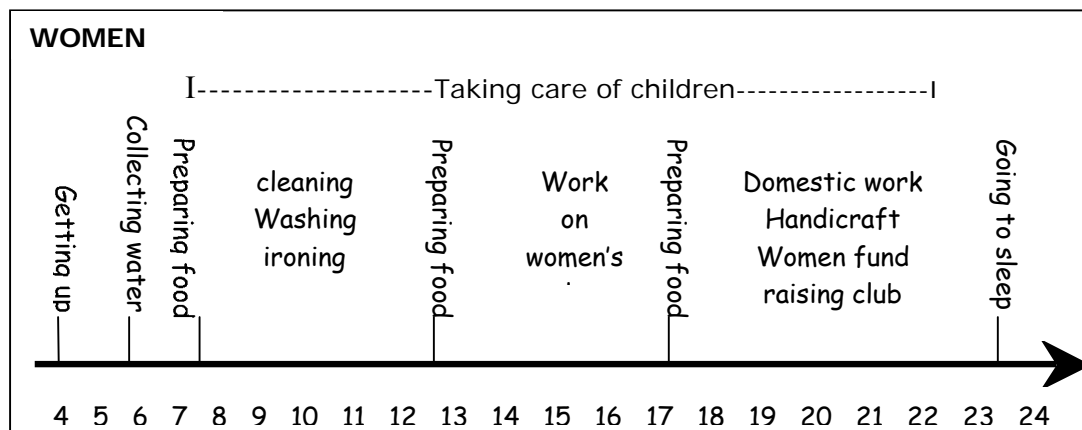 WOMEN
I-------------------Taking care of children-----------------I
Getting up
Collecting water
Preparing food
cleaning
Washing
ironing
Preparing food
Work
on
women's
Preparing food
Domestic work
Handicraft
Women fund
raising club
Going to sleep
4 5 6 7 8 9 10 11 12 13 14 15 16 17 18 19 20 21 22 23 24